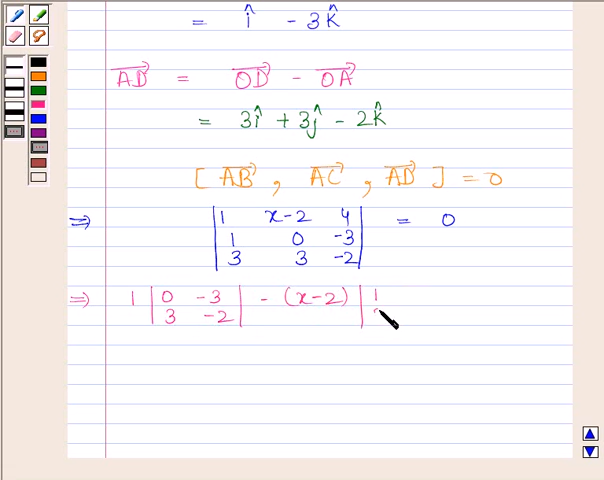 = î - 3k̂
AD⃗ = OD⃗ - OA⃗
= 3î + 3ĵ - 2k̂
[ AB⃗ , AC⃗ , AD⃗ ] = 0
⇒ | 1 x-2 4 | = 0
| 1 0 -3 |
| 3 3 -2 |
⇒ 1 | 0 -3 | - (x-2) | 1
| 3 -2 | |